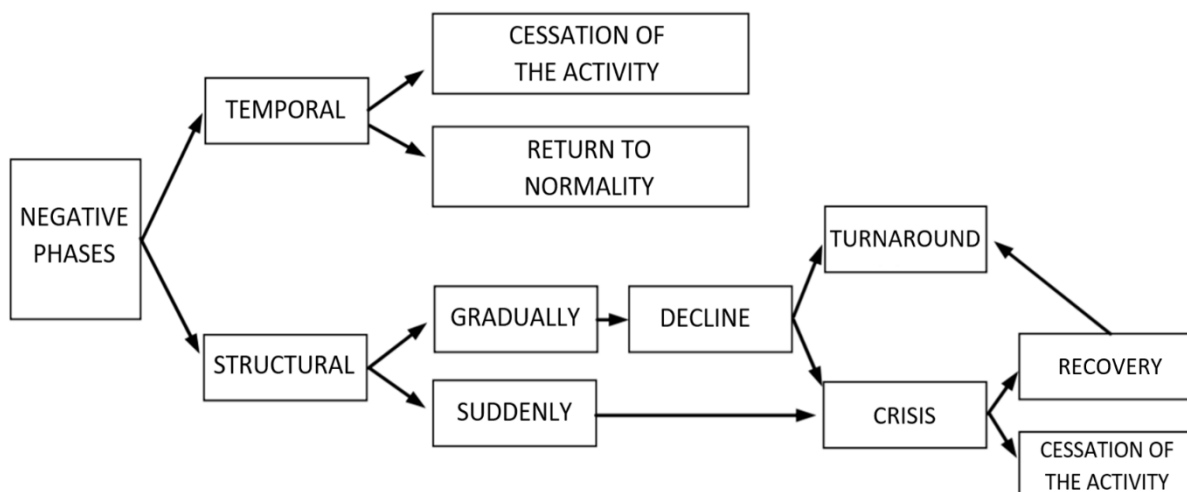 CESSATION OF
THE ACTIVITY
TEMPORAL
RETURN TO
NORMALITY
NEGATIVE
PHASES
TURNAROUND
GRADUALLY
DECLINE
STRUCTURAL
RECOVERY
SUDDENLY
CRISIS
CESSATION OF
THE ACTIVITY